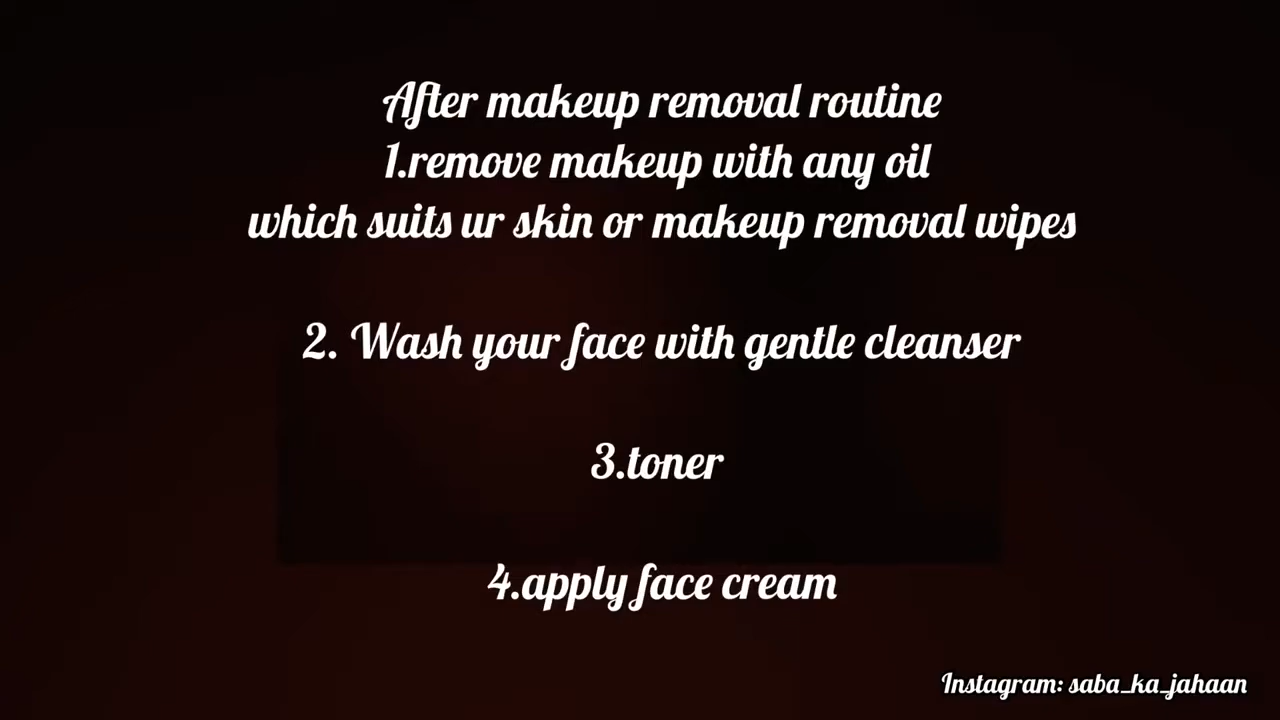 After makeup removal routine
1.remove makeup with any oil
which suits ur skin or makeup removal wipes
2. Wash your face with gentle cleanser
3.toner
4.apply face cream
Instagram: saba_ka_jahaan